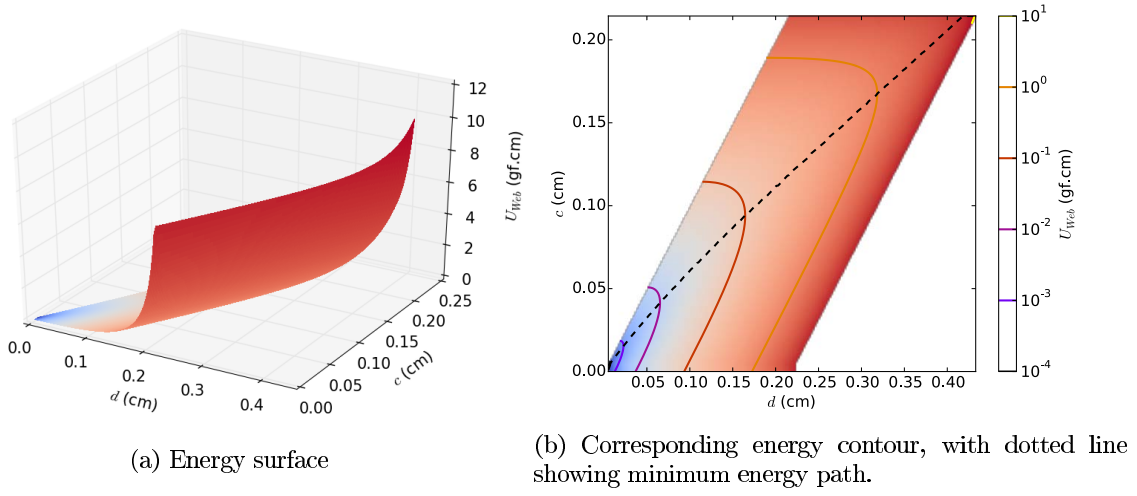 12
10
8
6
4
2
0
U_Web (gf.cm)
0.0
0.1
0.2
0.3
0.4
d (cm)
0.00
0.05
0.10
0.15
0.20
0.25
c (cm)
(a) Energy surface
0.20
0.15
0.10
0.05
0.00
c (cm)
0.05 0.10 0.15 0.20 0.25 0.30 0.35 0.40
d (cm)
10^1
10^0
10^-1
10^-2
10^-3
10^-4
U_Web (gf.cm)
(b) Corresponding energy contour, with dotted line
showing minimum energy path.